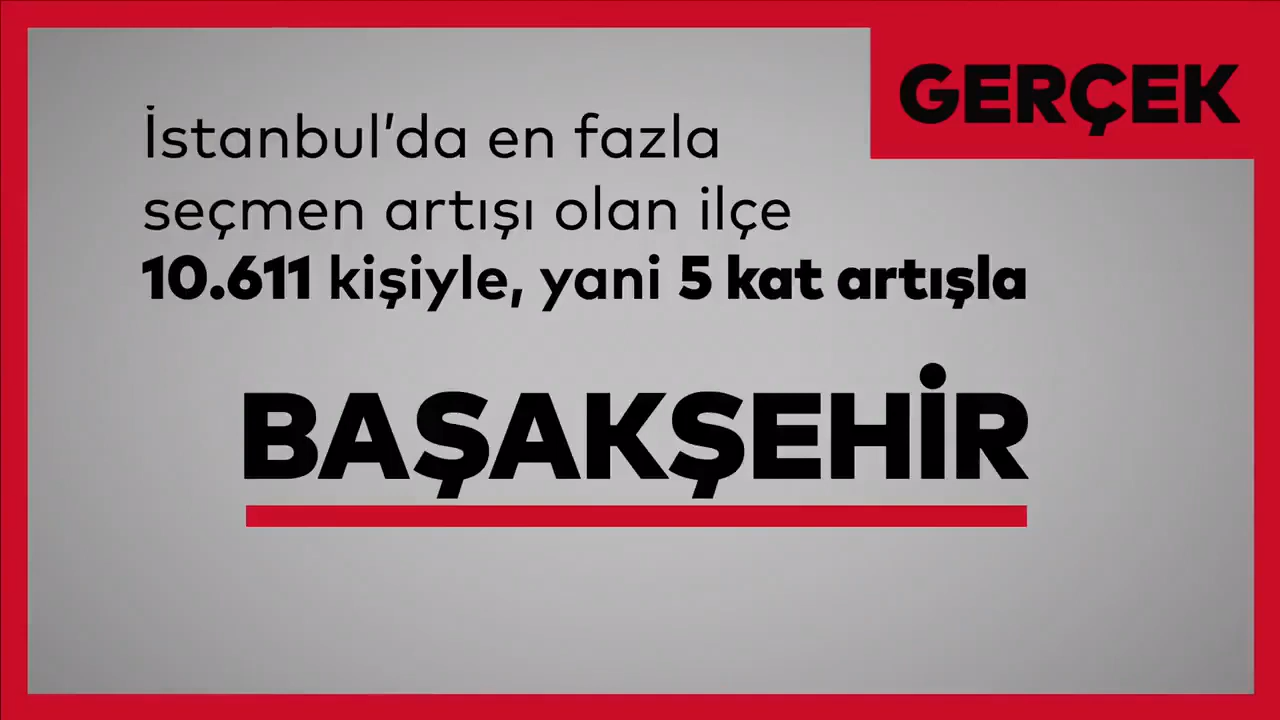 GERÇEK
İstanbul’da en fazla
seçmen artışı olan ilçe
10.611 kişiyle, yani 5 kat artışla
BAŞAKŞEHİR